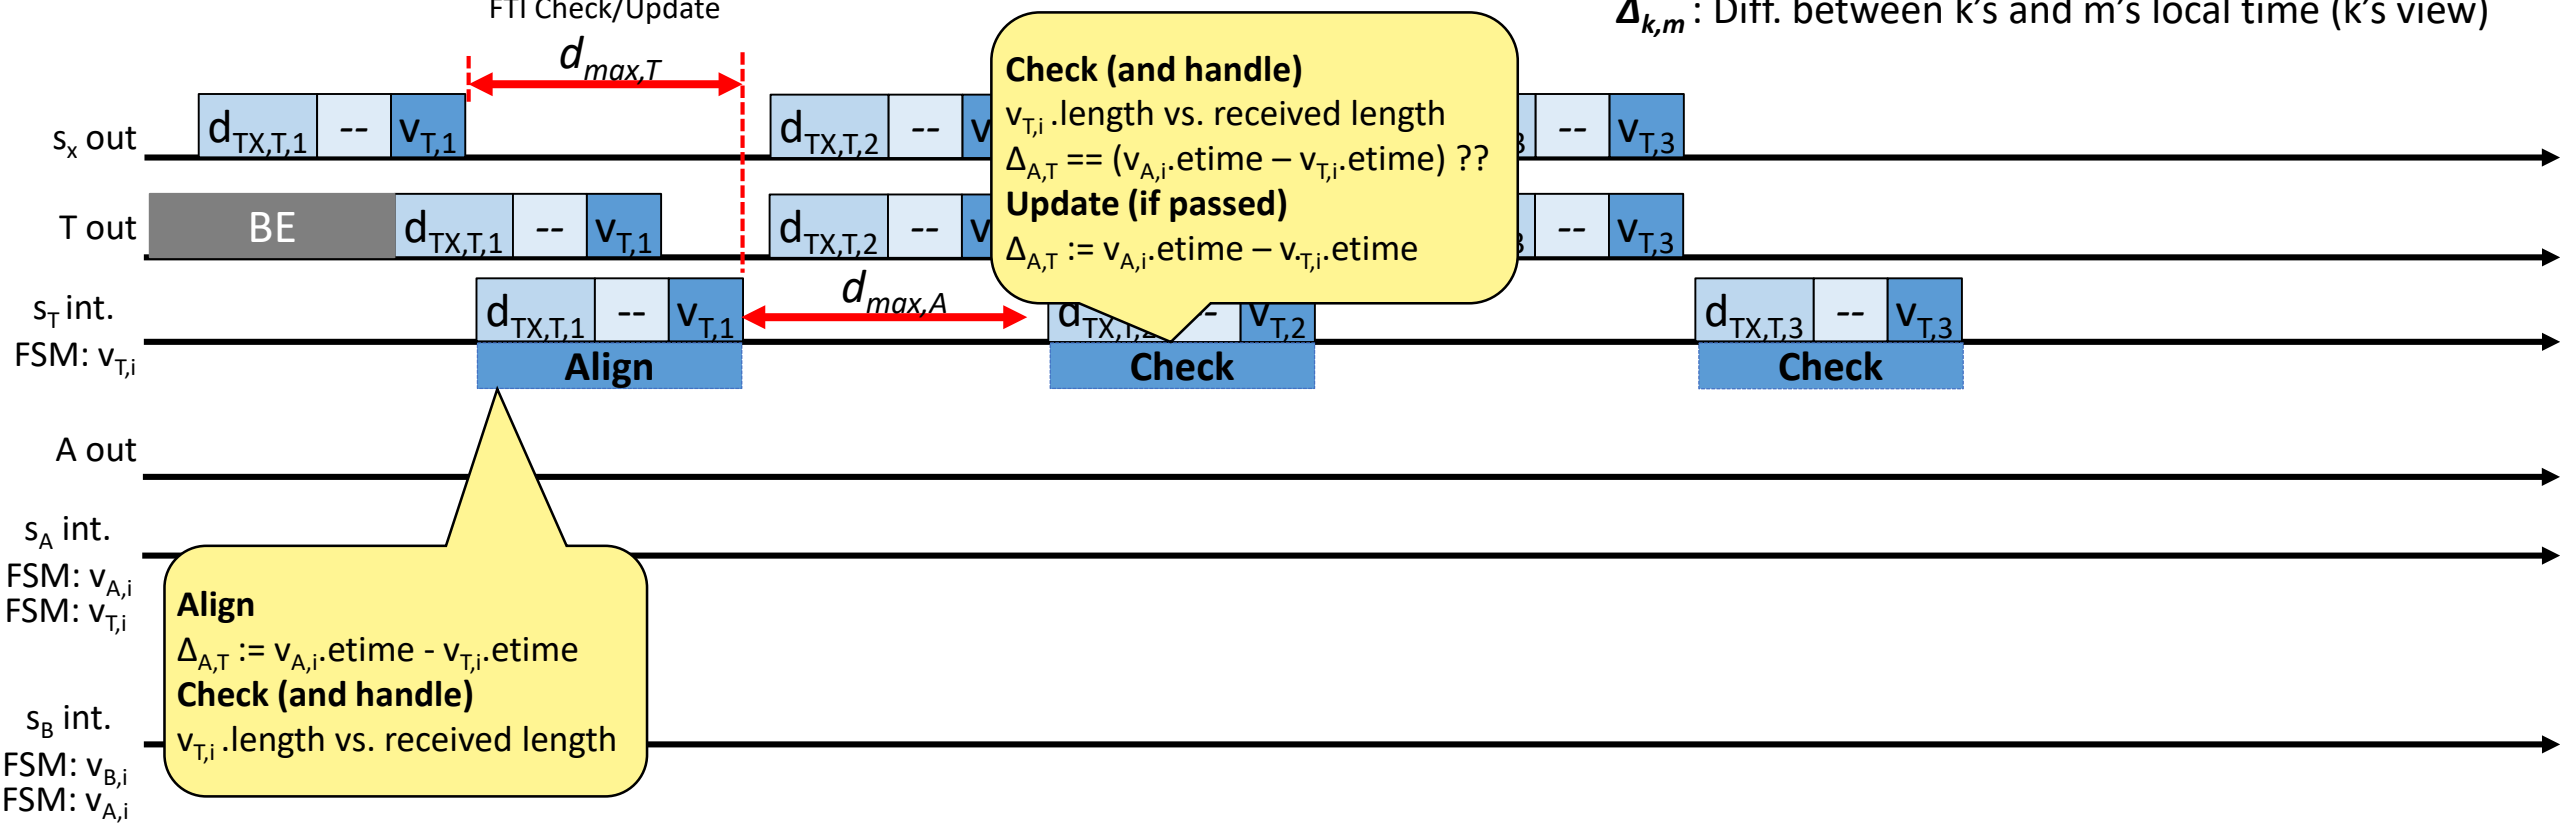 FTI Check/Update
Δk,m : Diff. between k's and m's local time (k's view)
dmax,T
sx out
dTX,T,1 -- vT,1
dTX,T,2 -- v
3 -- vT,3
Check (and handle)
vT,i .length vs. received length
ΔA,T == (vA,i.etime – vT,i.etime) ??
Update (if passed)
ΔA,T := vA,i.etime – v.T,i.etime
T out
BE
dTX,T,1 -- vT,1
dTX,T,2 -- v
3 -- vT,3
sT int.
FSM: vT,i
dTX,T,1 -- vT,1
dmax,A
dTX,T,2 - vT,2
dTX,T,3 -- vT,3
Align
Check
Check
A out
sA int.
FSM: vA,i
FSM: vT,i
Align
ΔA,T := vA,i.etime - vT,i.etime
Check (and handle)
vT,i .length vs. received length
sB int.
FSM: vB,i
FSM: vA,i